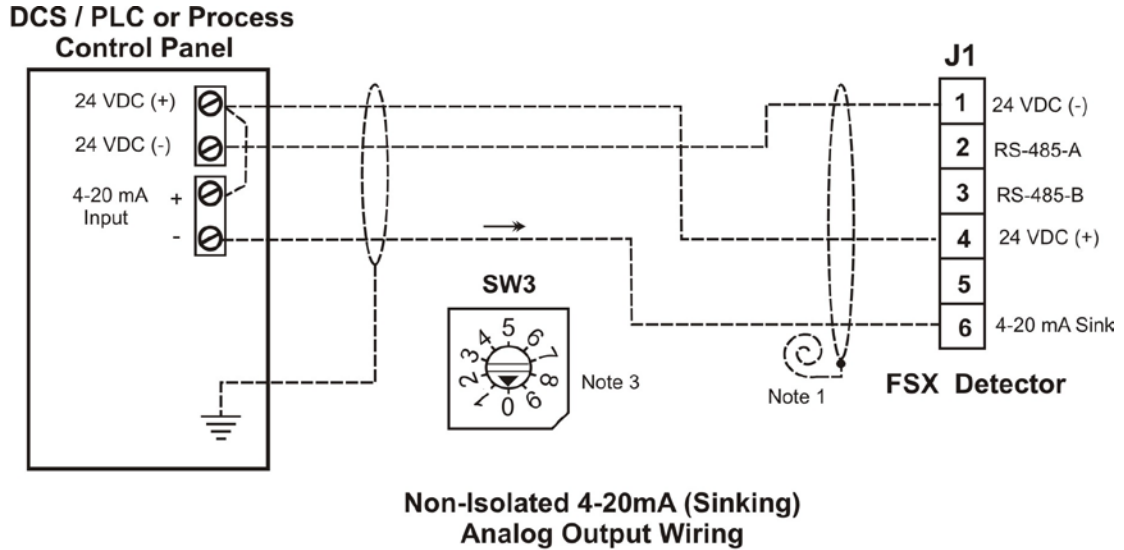 DCS / PLC or Process
Control Panel
24 VDC (+)
24 VDC (-)
4-20 mA +
Input
-
J1
1 24 VDC (-)
2 RS-485-A
3 RS-485-B
4 24 VDC (+)
5
6 4-20 mA Sink
SW3
0 1 2 3 4 5 6 7 8 9
Note 3
Note 1
FSX Detector
Non-Isolated 4-20mA (Sinking)
Analog Output Wiring